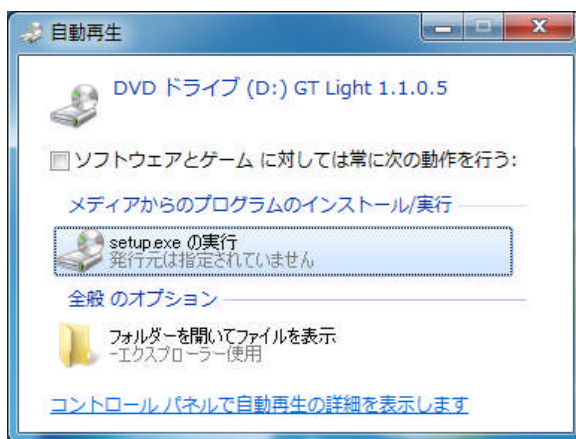 自動再生
DVD ドライブ (D:) GT Light 1.1.0.5
ソフトウェアとゲーム に対しては常に次の動作を行う:
メディアからのプログラムのインストール/実行
setup.exe の実行
発行元は指定されていません
全般 のオプション
フォルダーを開いてファイルを表示
-エクスプローラー使用
コントロール パネルで自動再生の詳細を表示します